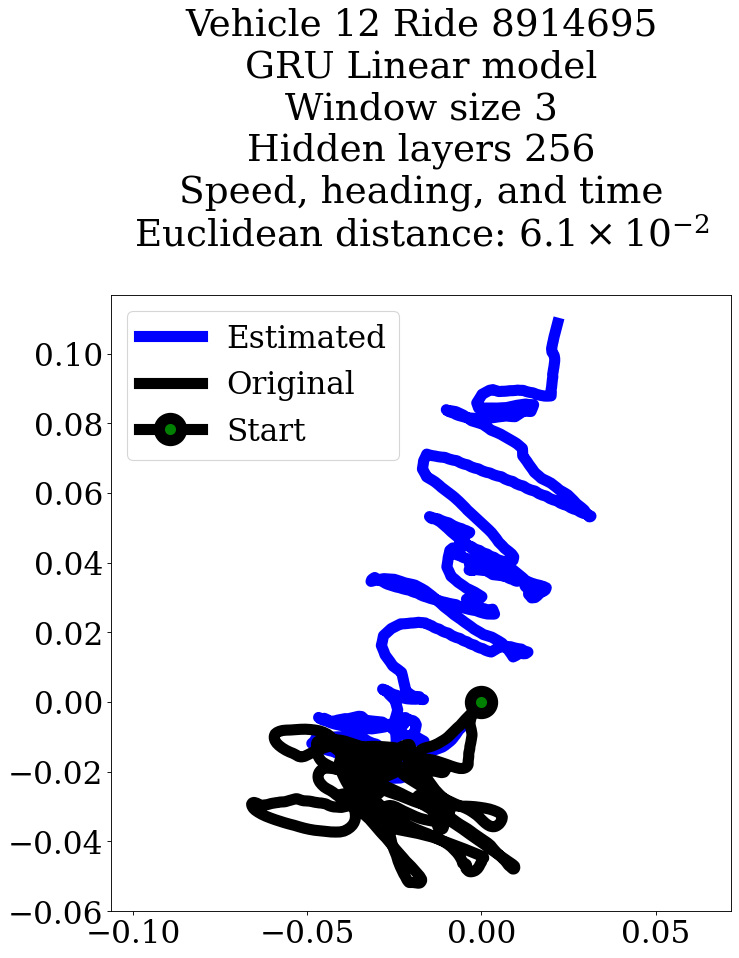 Vehicle 12 Ride 8914695
GRU Linear model
Window size 3
Hidden layers 256
Speed, heading, and time
Euclidean distance: 6.1 × 10⁻²
Estimated
Original
Start
0.10
0.08
0.06
0.04
0.02
0.00
−0.02
−0.04
−0.06
−0.10
−0.05
0.00
0.05